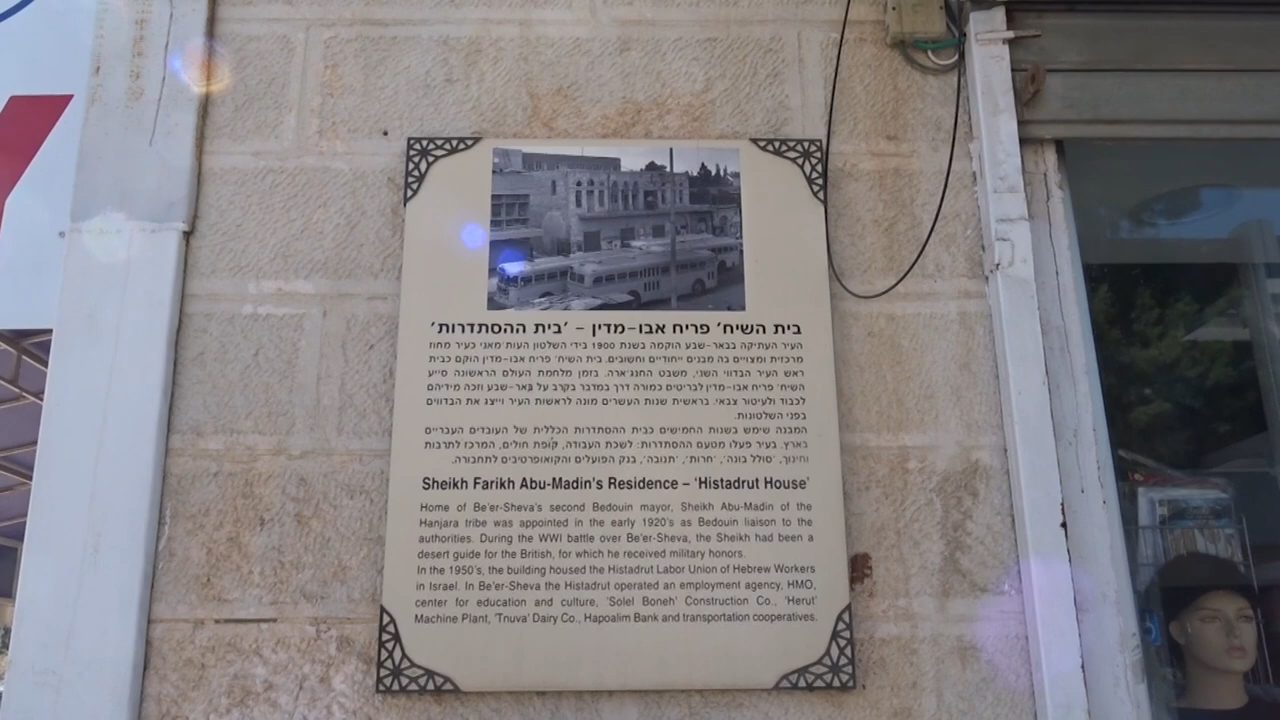 בית השיח' פריח אבו-מדין - 'בית ההסתדרות'
העיר העתיקה בבאר-שבע הוקמה בשנת 1900 בידי השלטון העות'מאני כעיר מחוז
מרכזית ומצויים בה מבנים ייחודיים וחשובים. בית השיח' פריח אבו-מדין הוקם כבית
ראש העיר הבדווי השני, משבט החנג'ארה. בזמן מלחמת העולם הראשונה סייע
השיח' פריח אבו-מדין לבריטים כמורה דרך במדבר בקרב על באר-שבע וזכה מידיהם
לכבוד ולעיטור צבאי. בראשית שנות העשרים מונה לראשות העיר וייצג את הבדווים
בפני השלטונות.
המבנה שימש בשנות החמישים כבית ההסתדרות הכללית של העובדים העבריים
בארץ. בעיר פעלו מטעם ההסתדרות: לשכת העבודה, קופת חולים, המרכז לתרבות
וחינוך, 'סולל בונה', 'חרות', 'תנובה', בנק הפועלים והקואופרטיבים לתחבורה.
Sheikh Farikh Abu-Madin's Residence – 'Histadrut House'
Home of Be'er-Sheva's second Bedouin mayor, Sheikh Abu-Madin of the
Hanjara tribe was appointed in the early 1920's as Bedouin liaison to the
authorities. During the WWI battle over Be'er-Sheva, the Sheikh had been a
desert guide for the British, for which he received military honors.
In the 1950's, the building housed the Histadrut Labor Union of Hebrew Workers
in Israel. In Be'er-Sheva the Histadrut operated an employment agency, HMO,
center for education and culture, 'Solel Boneh' Construction Co., 'Herut'
Machine Plant, 'Tnuva' Dairy Co., Hapoalim Bank and transportation cooperatives.